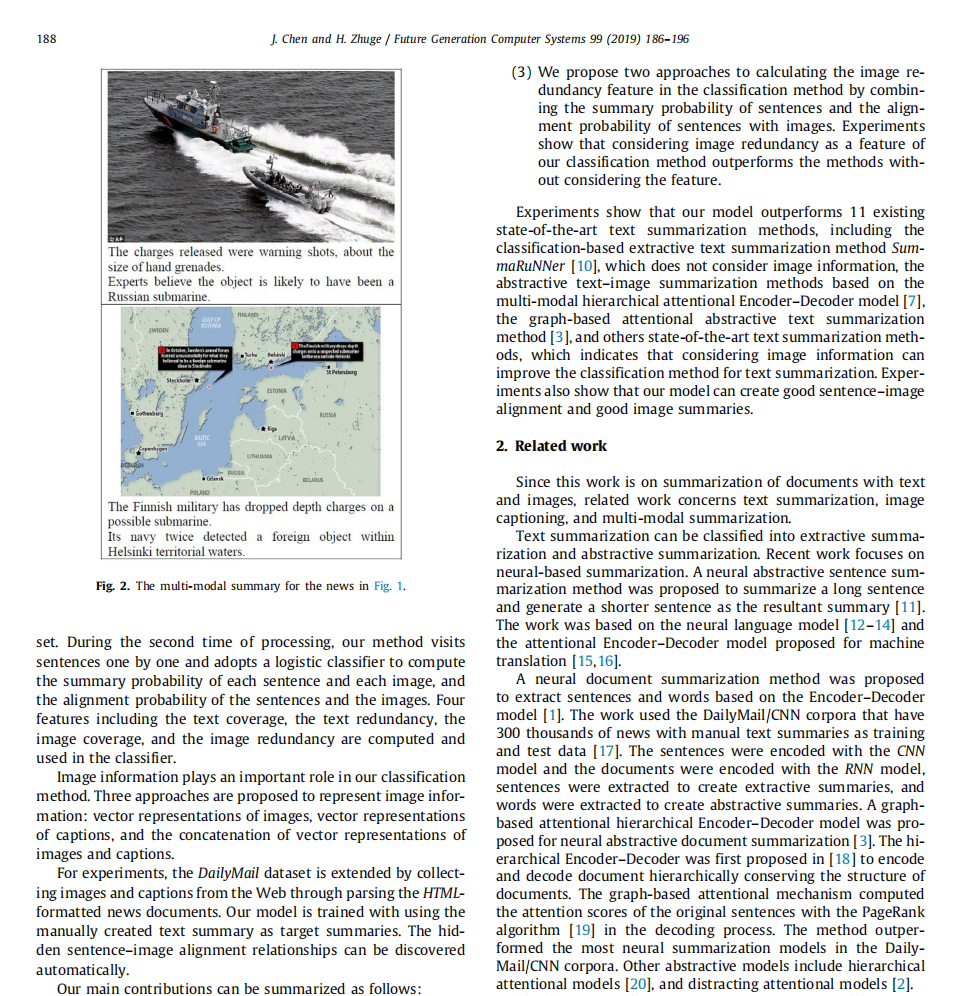 188
J. Chen and H. Zhuge / Future Generation Computer Systems 99 (2019) 186–196
©AP
The charges released were warning shots, about the
size of hand grenades.
Experts believe the object is likely to have been a
Russian submarine.
GULF OF
BOTHNIA
FINLAND
SWEDEN
In October, Sweden's armed forces
hunted unsuccessfully for what they
believed to be a foreign submarine
close to Stockholm
The Finnish military drops depth
charges onto a suspected submarine
in the sea outside Helsinki
Turku
Helsinki
St Petersburg
Stockholm
ESTONIA
RUSSIA
Gothenburg
Riga
LATVIA
BALTIC
SEA
Copenhagen
LITHUANIA
RUSSIA
Gdansk
BELARUS
POLAND
The Finnish military has dropped depth charges on a
possible submarine.
Its navy twice detected a foreign object within
Helsinki territorial waters.
Fig. 2. The multi-modal summary for the news in Fig. 1.
set. During the second time of processing, our method visits
sentences one by one and adopts a logistic classifier to compute
the summary probability of each sentence and each image, and
the alignment probability of the sentences and the images. Four
features including the text coverage, the text redundancy, the
image coverage, and the image redundancy are computed and
used in the classifier.
Image information plays an important role in our classification
method. Three approaches are proposed to represent image infor-
mation: vector representations of images, vector representations
of captions, and the concatenation of vector representations of
images and captions.
For experiments, the DailyMail dataset is extended by collect-
ing images and captions from the Web through parsing the HTML-
formatted news documents. Our model is trained with using the
manually created text summary as target summaries. The hid-
den sentence–image alignment relationships can be discovered
automatically.
Our main contributions can be summarized as follows:
(3) We propose two approaches to calculating the image re-
dundancy feature in the classification method by combin-
ing the summary probability of sentences and the align-
ment probability of sentences with images. Experiments
show that considering image redundancy as a feature of
our classification method outperforms the methods with-
out considering the feature.
Experiments show that our model outperforms 11 existing
state-of-the-art text summarization methods, including the
classification-based extractive text summarization method Sum-
maRuNNer [10], which does not consider image information, the
abstractive text–image summarization methods based on the
multi-modal hierarchical attentional Encoder–Decoder model [7],
the graph-based attentional abstractive text summarization
method [3], and others state-of-the-art text summarization meth-
ods, which indicates that considering image information can
improve the classification method for text summarization. Exper-
iments also show that our model can create good sentence–image
alignment and good image summaries.
2. Related work
Since this work is on summarization of documents with text
and images, related work concerns text summarization, image
captioning, and multi-modal summarization.
Text summarization can be classified into extractive summa-
rization and abstractive summarization. Recent work focuses on
neural-based summarization. A neural abstractive sentence sum-
marization method was proposed to summarize a long sentence
and generate a shorter sentence as the resultant summary [11].
The work was based on the neural language model [12–14] and
the attentional Encoder–Decoder model proposed for machine
translation [15,16].
A neural document summarization method was proposed
to extract sentences and words based on the Encoder–Decoder
model [1]. The work used the DailyMail/CNN corpora that have
300 thousands of news with manual text summaries as training
and test data [17]. The sentences were encoded with the CNN
model and the documents were encoded with the RNN model,
sentences were extracted to create extractive summaries, and
words were extracted to create abstractive summaries. A graph-
based attentional hierarchical Encoder–Decoder model was pro-
posed for neural abstractive document summarization [3]. The hi-
erarchical Encoder–Decoder was first proposed in [18] to encode
and decode document hierarchically conserving the structure of
documents. The graph-based attentional mechanism computed
the attention scores of the original sentences with the PageRank
algorithm [19] in the decoding process. The method outper-
formed the most neural summarization models in the Daily-
Mail/CNN corpora. Other abstractive models include hierarchical
attentional models [20], and distracting attentional models [2].